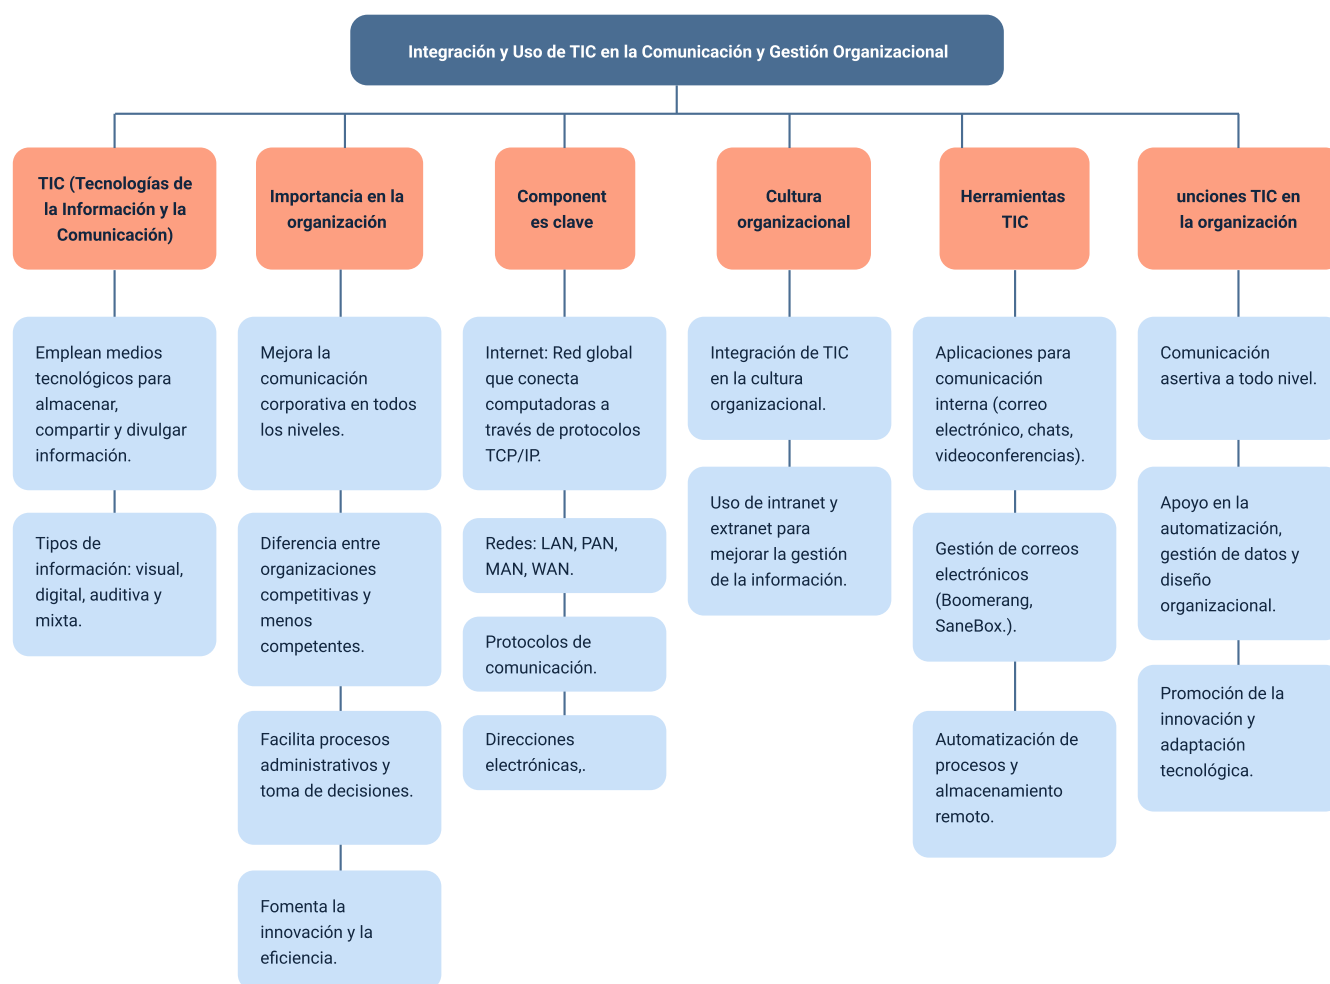 Integración y Uso de TIC en la Comunicación y Gestión Organizacional
TIC (Tecnologías de
la Información y la
Comunicación)
Emplean medios
tecnológicos para
almacenar,
compartir y divulgar
información.
Tipos de
información: visual,
digital, auditiva y
mixta.
Importancia en la
organización
Mejora la
comunicación
corporativa en todos
los niveles.
Diferencia entre
organizaciones
competitivas y
menos
competentes.
Facilita procesos
administrativos y
toma de decisiones.
Fomenta la
innovación y la
eficiencia.
Component
es clave
Internet: Red global
que conecta
computadoras a
través de protocolos
TCP/IP.
Redes: LAN, PAN,
MAN, WAN.
Protocolos de
comunicación.
Direcciones
electrónicas,.
Cultura
organizacional
Integración de TIC
en la cultura
organizacional.
Uso de intranet y
extranet para
mejorar la gestión
de la información.
Herramientas
TIC
Aplicaciones para
comunicación
interna (correo
electrónico, chats,
videoconferencias).
Gestión de correos
electrónicos
(Boomerang,
SaneBox.).
Automatización de
procesos y
almacenamiento
remoto.
unciones TIC en
la organización
Comunicación
asertiva a todo nivel.
Apoyo en la
automatización,
gestión de datos y
diseño
organizacional.
Promoción de la
innovación y
adaptación
tecnológica.